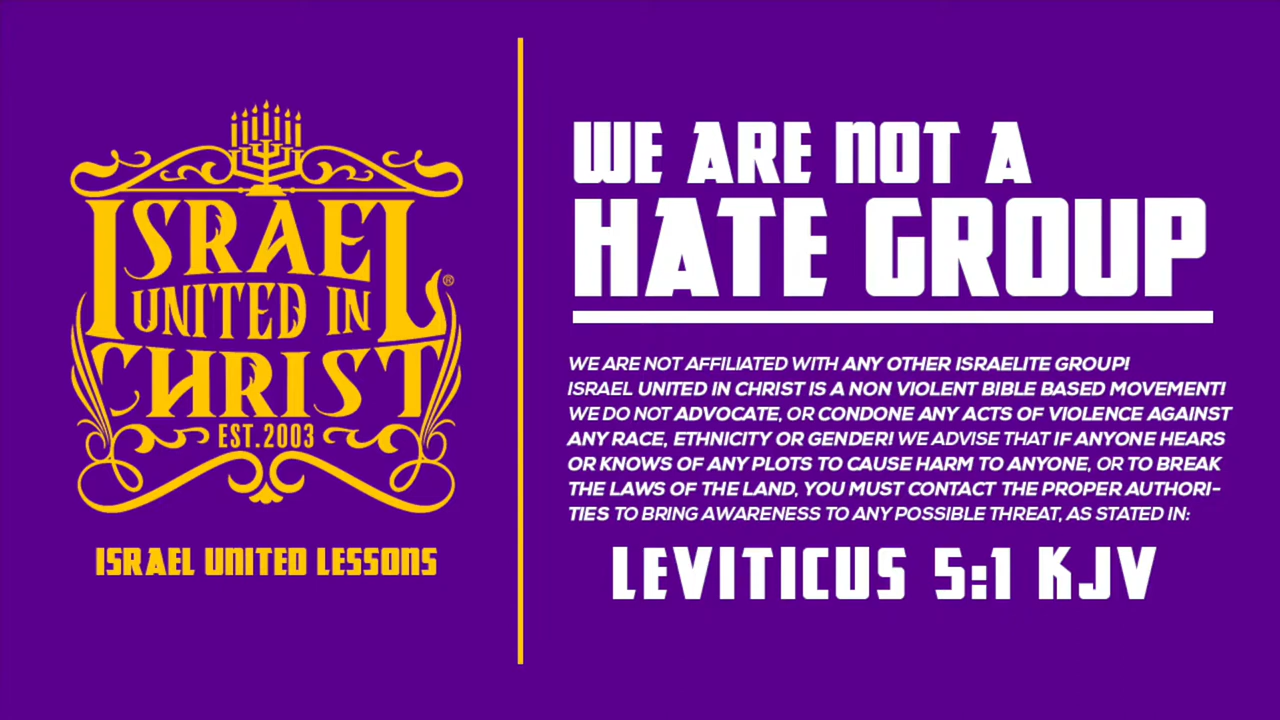 ISRAEL
UNITED IN
CHRIST
®
EST.2003
ISRAEL UNITED LESSONS
WE ARE NOT A
HATE GROUP
WE ARE NOT AFFILIATED WITH ANY OTHER ISRAELITE GROUP!
ISRAEL UNITED IN CHRIST IS A NON VIOLENT BIBLE BASED MOVEMENT!
WE DO NOT ADVOCATE, OR CONDONE ANY ACTS OF VIOLENCE AGAINST
ANY RACE, ETHNICITY OR GENDER! WE ADVISE THAT IF ANYONE HEARS
OR KNOWS OF ANY PLOTS TO CAUSE HARM TO ANYONE, OR TO BREAK
THE LAWS OF THE LAND, YOU MUST CONTACT THE PROPER AUTHORI-
TIES TO BRING AWARENESS TO ANY POSSIBLE THREAT, AS STATED IN:
LEVITICUS 5:1 KJV